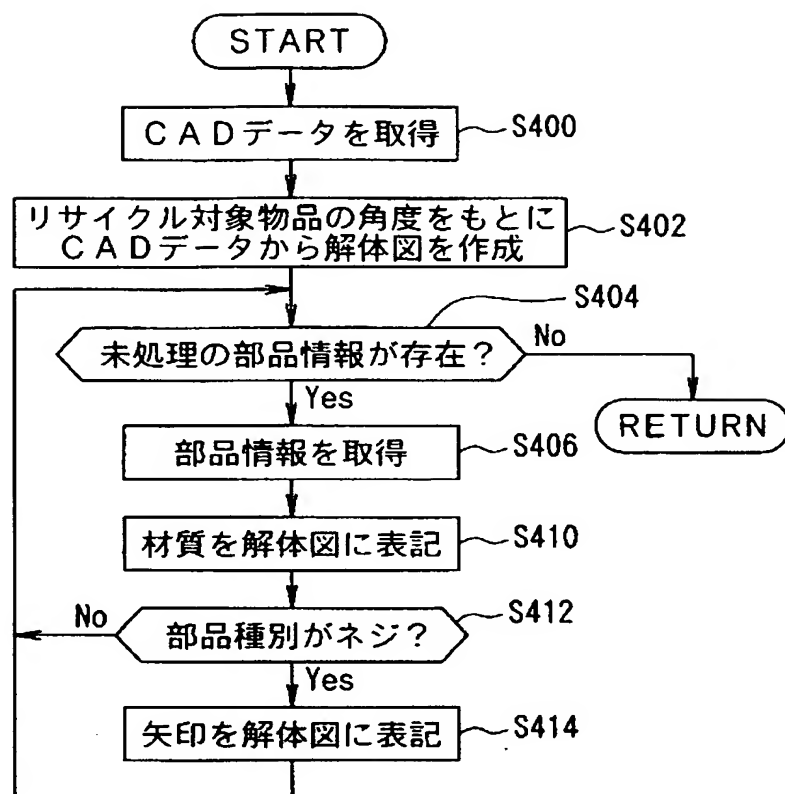 START
CADデータを取得
S400
リサイクル対象物品の角度をもとに
CADデータから解体図を作成
S402
S404
未処理の部品情報が存在?
No
Yes
RETURN
部品情報を取得
S406
材質を解体図に表記
S410
No
部品種別がネジ?
S412
Yes
矢印を解体図に表記
S414